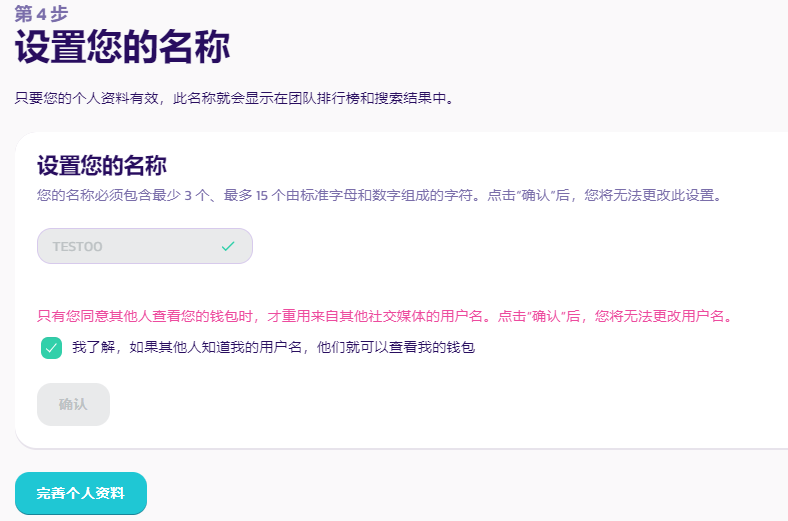 第 4 步
设置您的名称
只要您的个人资料有效，此名称就会显示在团队排行榜和搜索结果中。
设置您的名称
您的名称必须包含最少 3 个、最多 15 个由标准字母和数字组成的字符。点击“确认”后，您将无法更改此设置。
TESTOO
只有您同意其他人查看您的钱包时，才重用来自其他社交媒体的用户名。点击“确认”后，您将无法更改用户名。
我了解，如果其他人知道我的用户名，他们就可以查看我的钱包
确认
完善个人资料